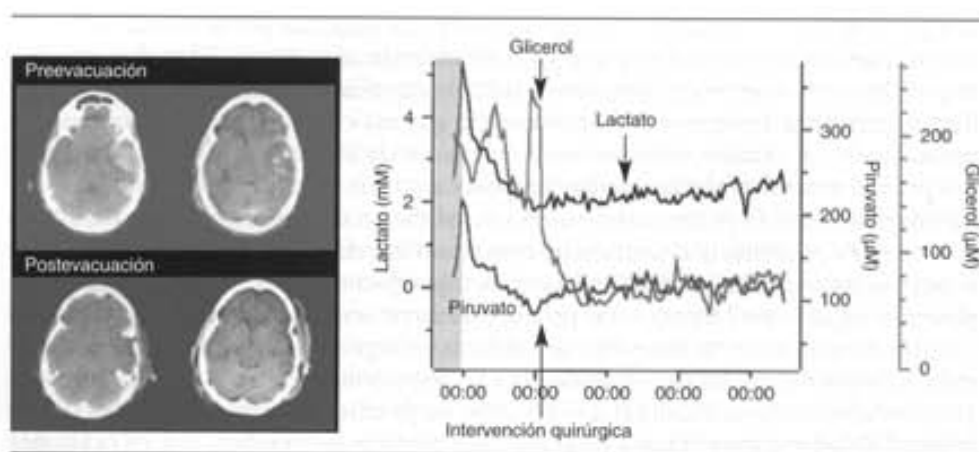 Preevacuación
Postevacuación
Glicerol
Lactato
Piruvato
Lactato (mM)
4
2
0
300
200
100
Piruvato (µM)
200
100
0
Glicerol (µM)
00:00 00:00 00:00 00:00 00:00
Intervención quirúrgica